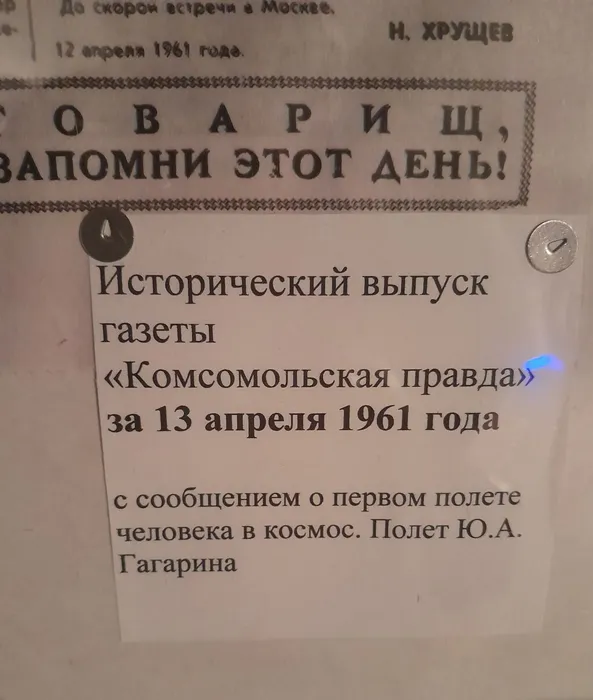 До скорой встречи в Москве.
Н. ХРУЩЕВ
12 апреля 1961 года.
ТОВАРИЩ,
ЗАПОМНИ ЭТОТ ДЕНЬ!
Исторический выпуск
газеты
«Комсомольская правда»
за 13 апреля 1961 года
с сообщением о первом полете
человека в космос. Полет Ю.А.
Гагарина